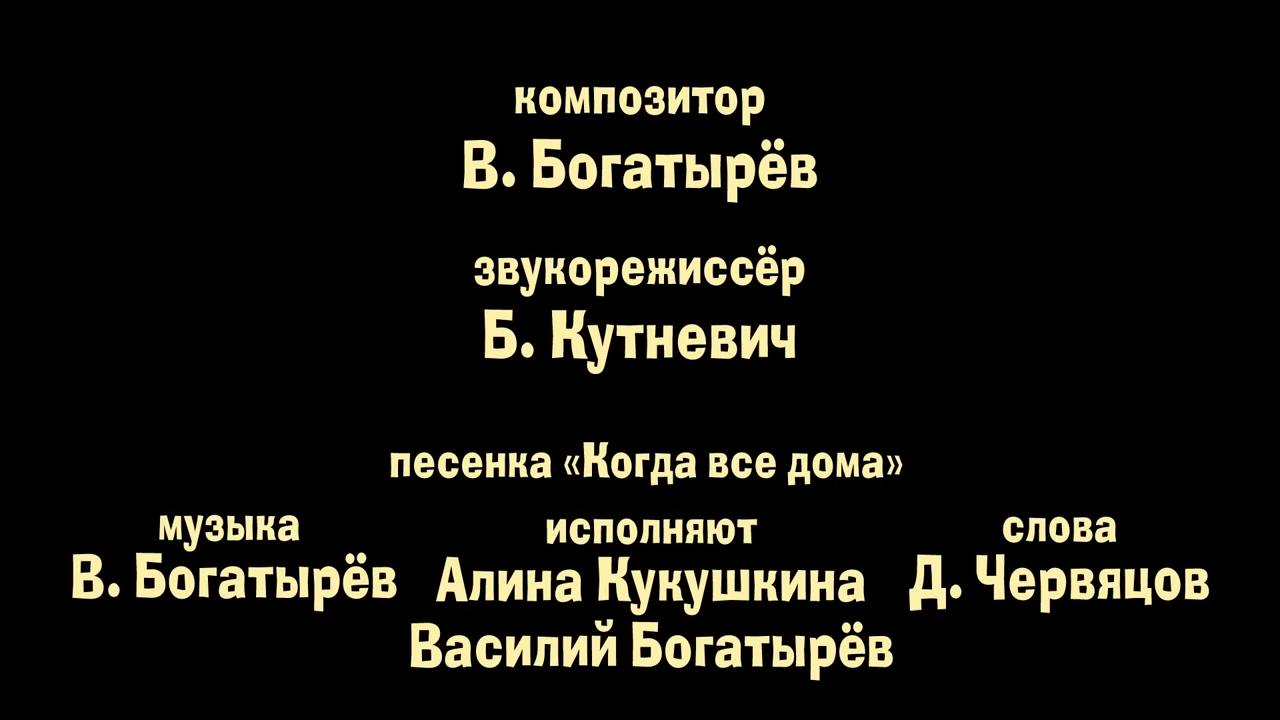 композитор
В. Богатырёв
звукорежиссёр
Б. Кутневич
песенка «Когда все дома»
музыка исполняют слова
В. Богатырёв Алина Кукушкина Д. Червяцов
Василий Богатырёв